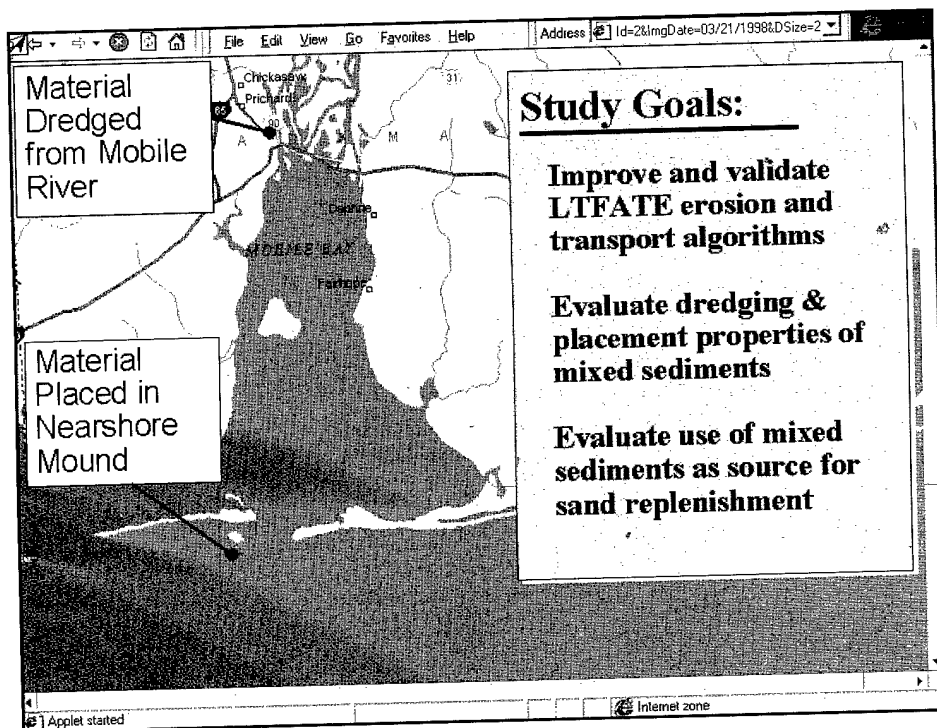 File Edit View Go Favorites Help
Address Id=2&ImgDate=03/21/1998&DSize=2
Material
Dredged
from Mobile
River
Chickasaw
Prichard
65
90
31
A
M
A
Daphne
MOBILE BAY
Fairhope
Study Goals:
Improve and validate
LTFATE erosion and
transport algorithms
Evaluate dredging &
placement properties of
mixed sediments
Evaluate use of mixed
sediments as source for
sand replenishment
Material
Placed in
Nearshore
Mound
Applet started
Internet zone